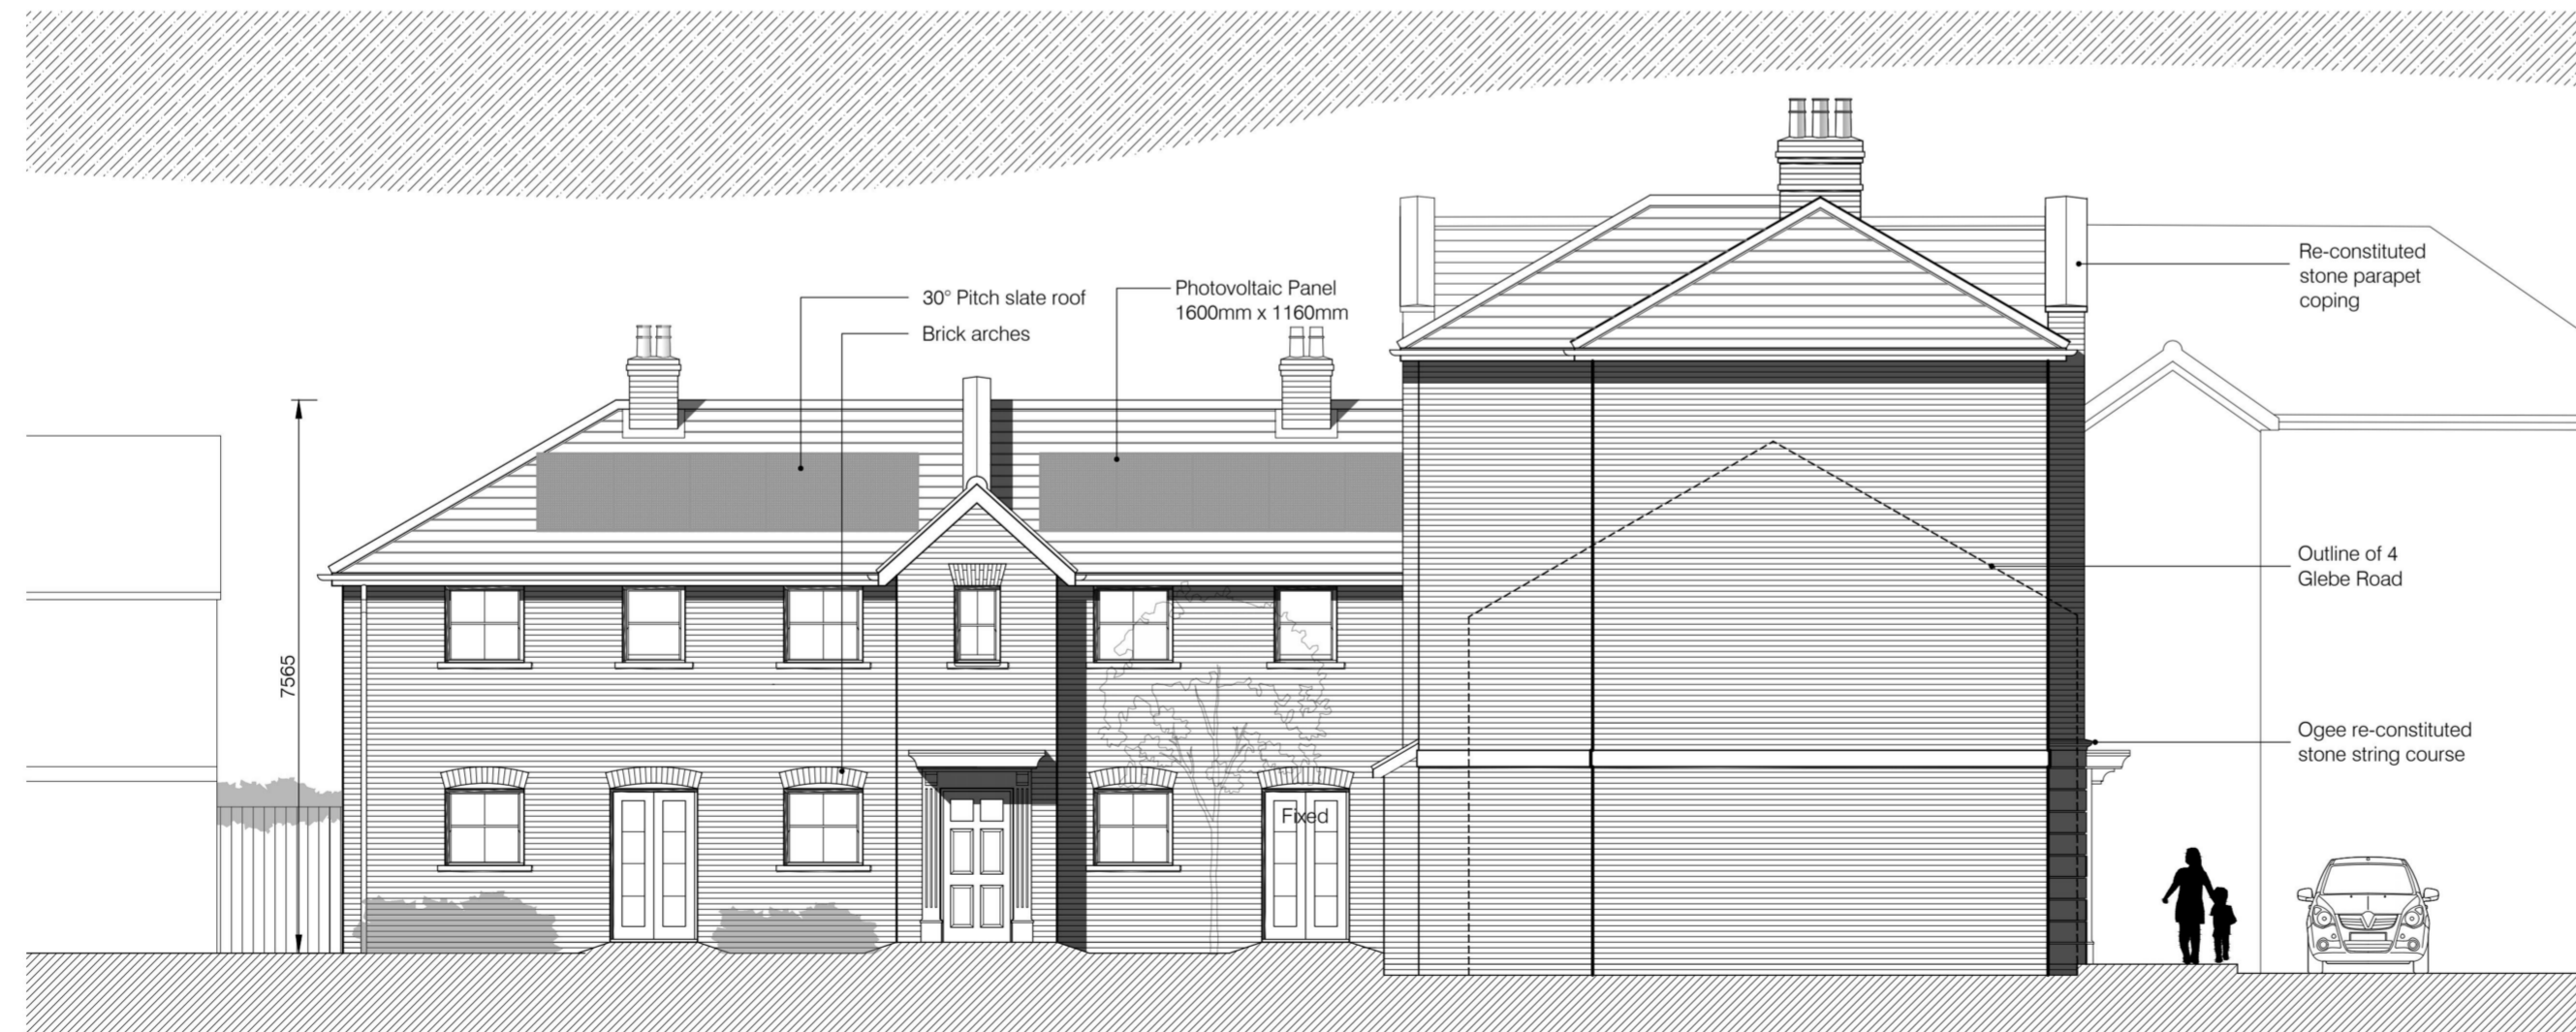 30° Pitch slate roof
Brick arches
Photovoltaic Panel
1600mm x 1160mm
Re-constituted
stone parapet
coping
Outline of 4
Glebe Road
7565
Ogee re-constituted
stone string course
Fixed